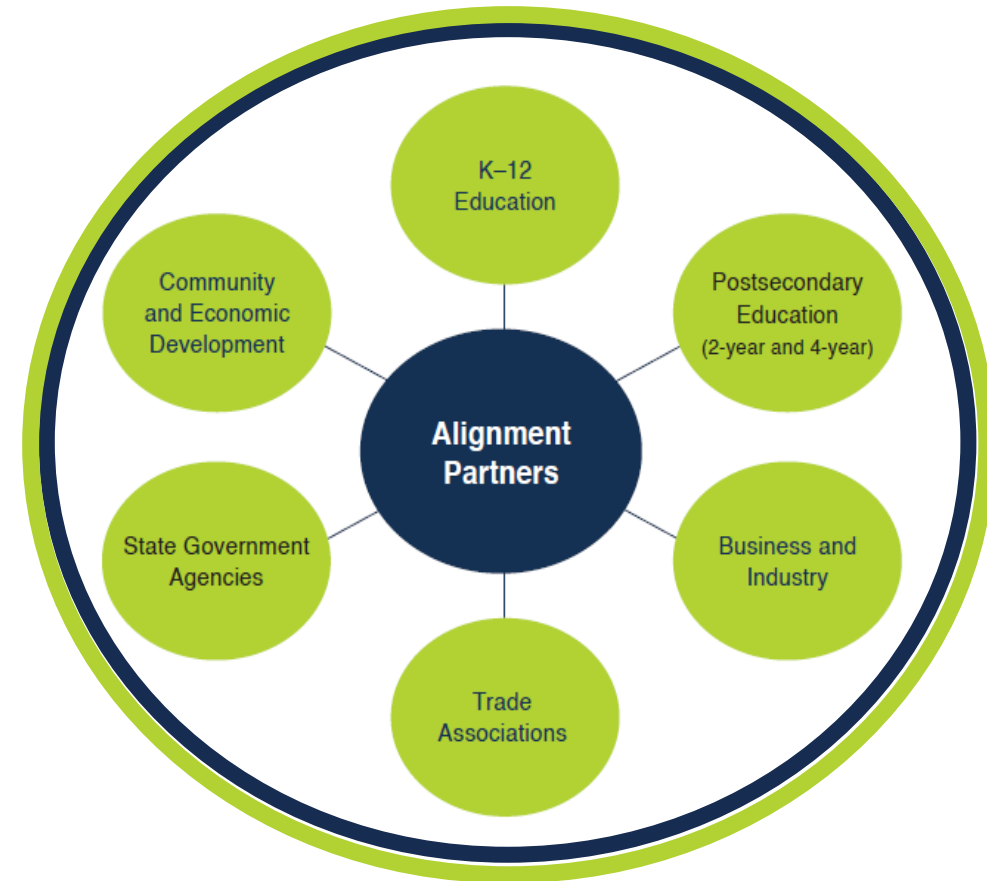 K–12
Education
Community
and Economic
Development
Postsecondary
Education
(2-year and 4-year)
Alignment
Partners
State Government
Agencies
Business and
Industry
Trade
Associations